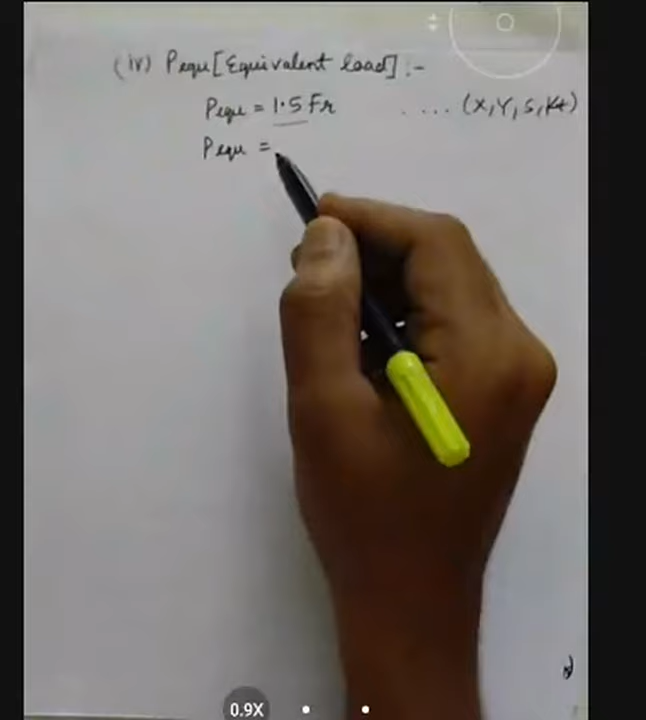 (iv) Pequ [Equivalent load] :-
Pequ = 1.5 Fr .... (X, Y, S, Kt)
Pequ =
0.9X